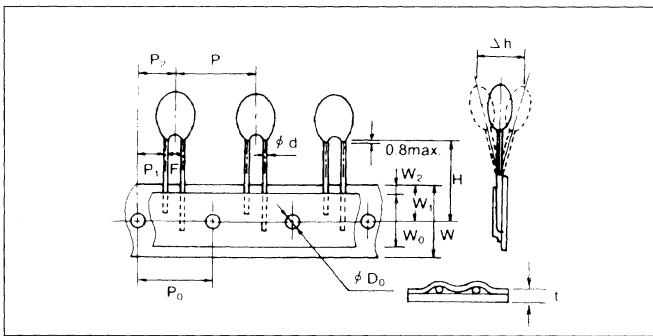 Δh
P₂
P
φ d
0.8max.
P₁
F
H
W₂
W₁
W₀
W
φ D₀
P₀
t